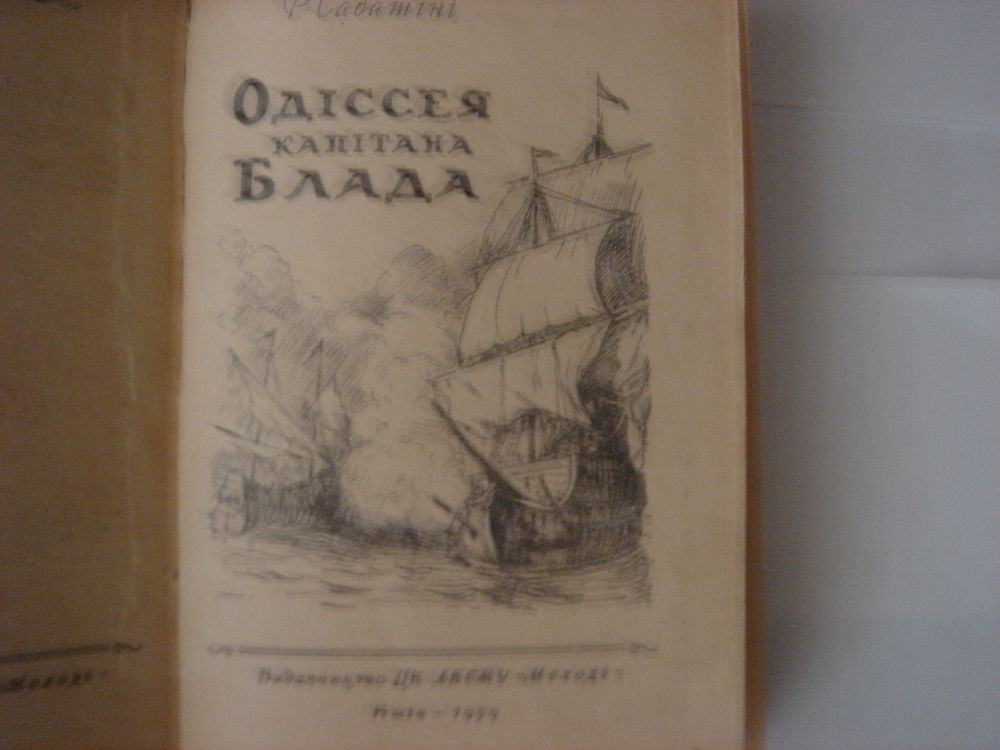 Р. Сабатіні
Одіссея
капітана
Блада
Видавництво ЦК ЛКСМУ «Молодь»
Київ – 1959
«Молодь»